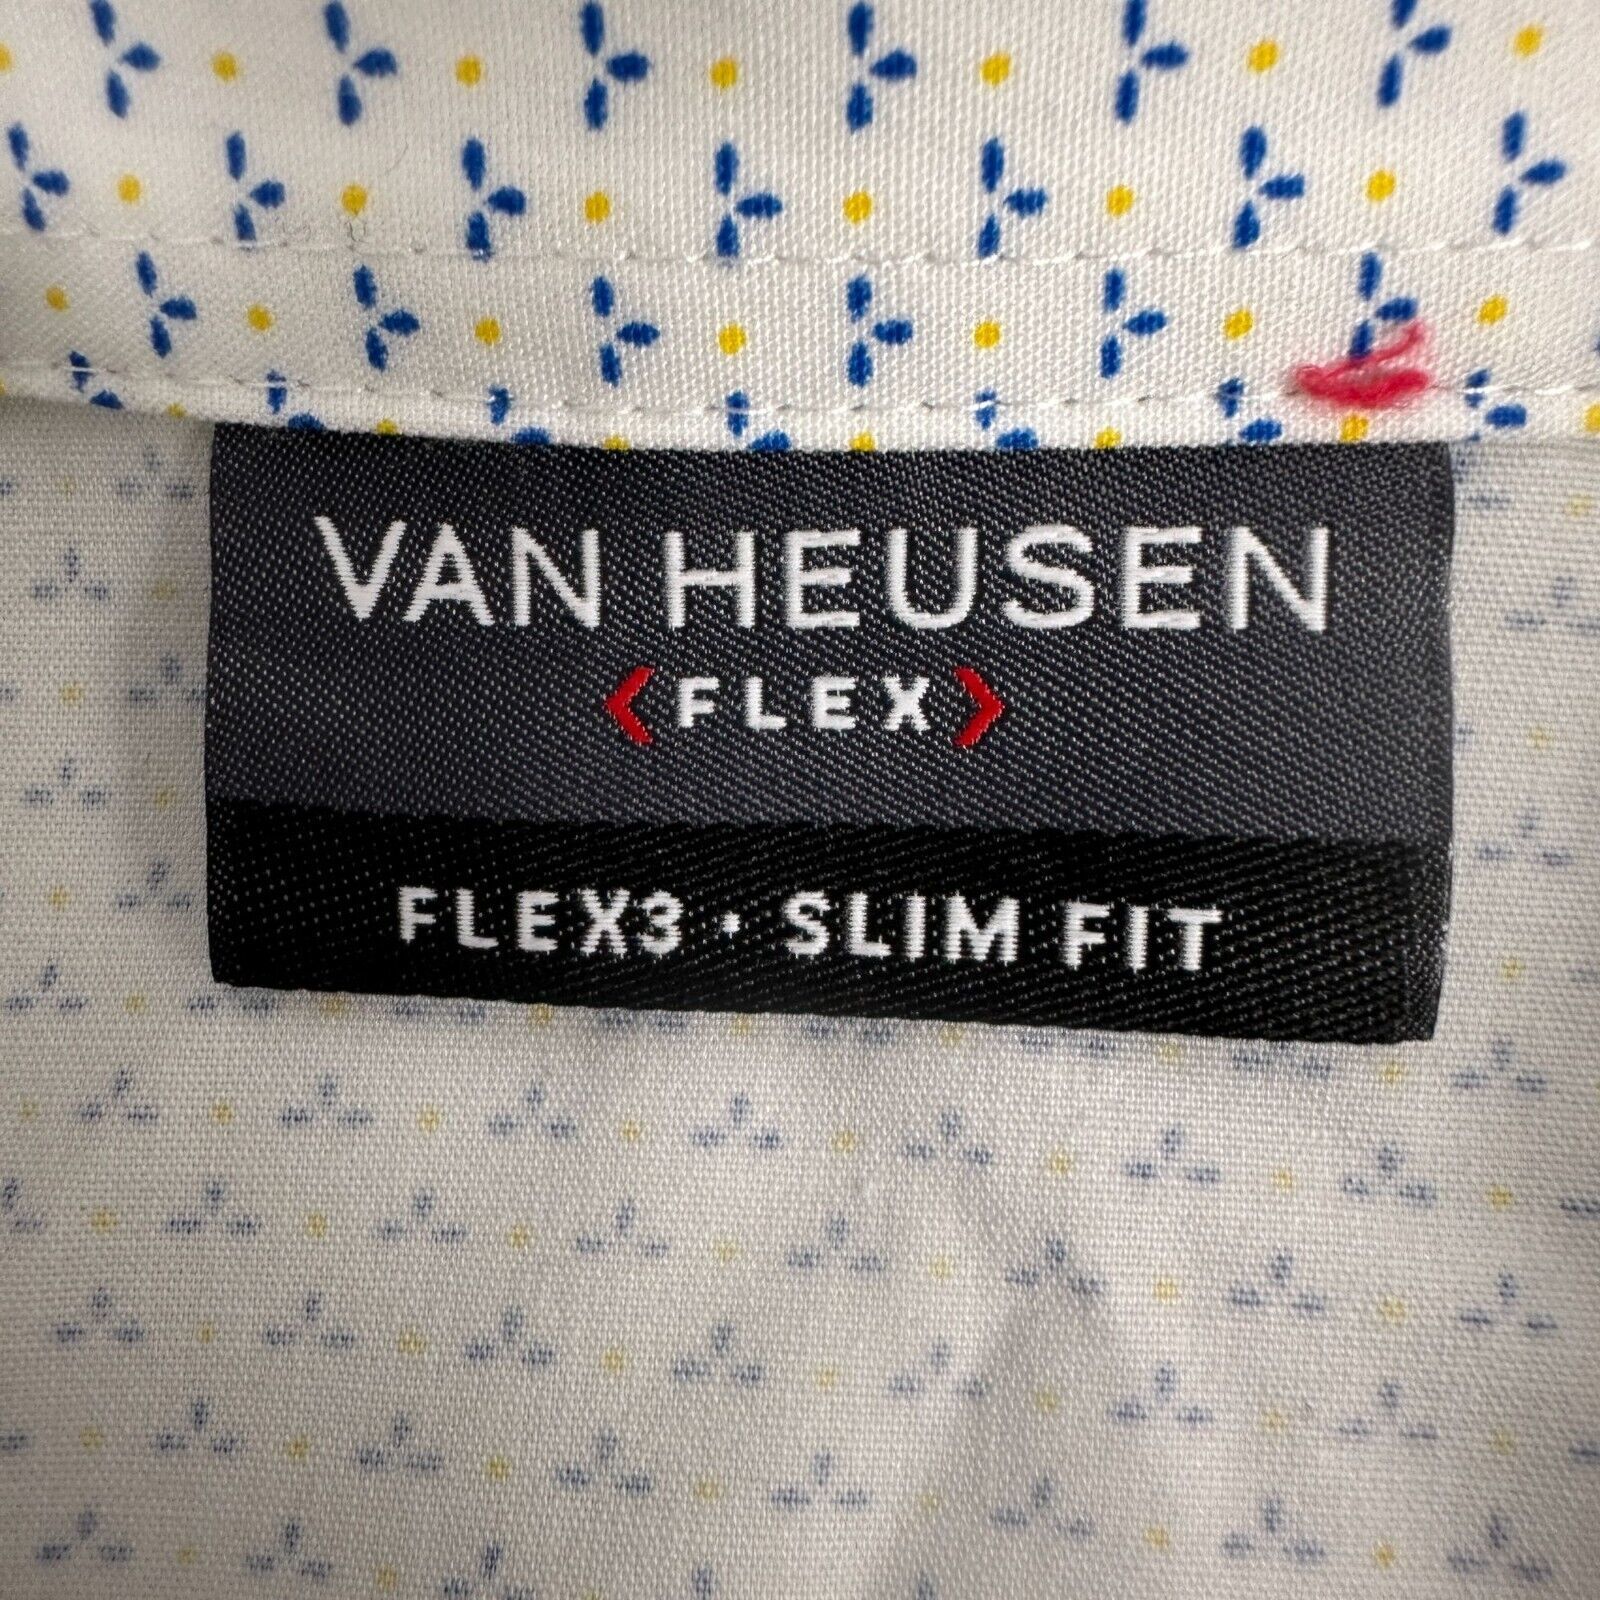 VAN HEUSEN
<FLEX>
FLEX3 · SLIM FIT